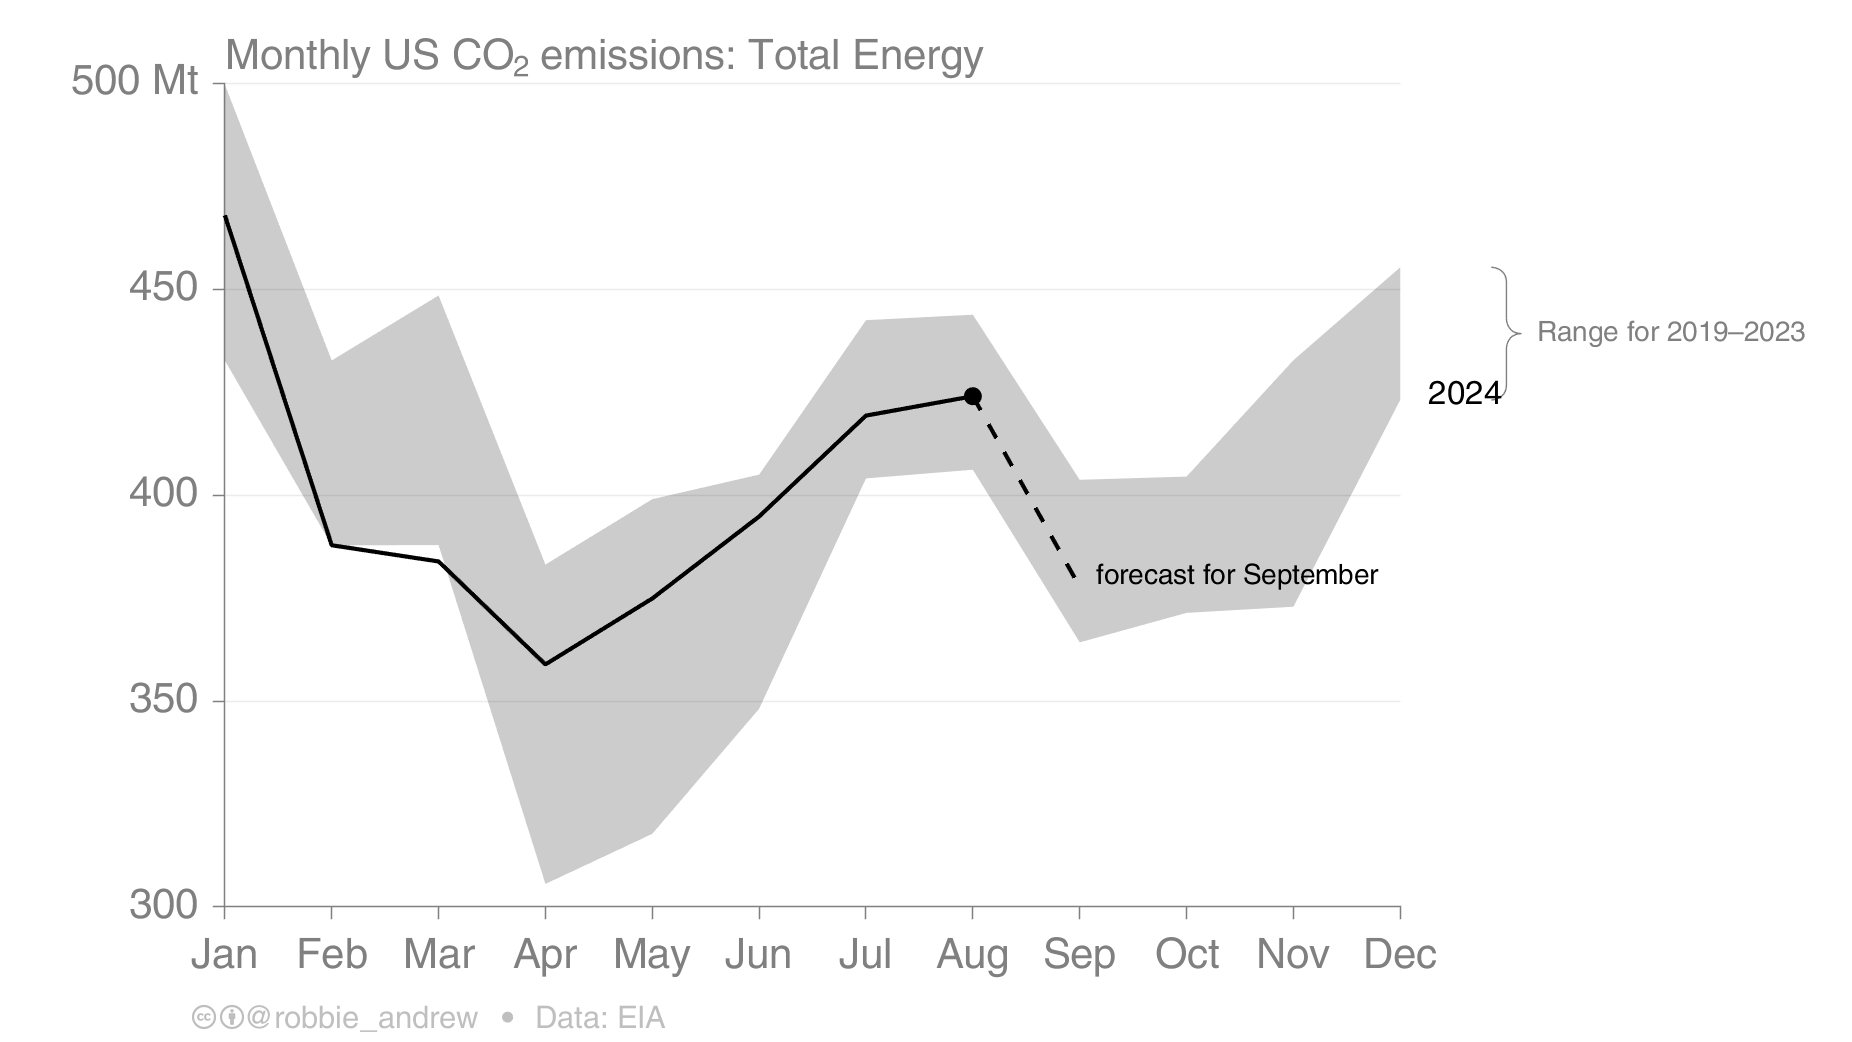 Monthly US CO₂ emissions: Total Energy
500 Mt
450
400
350
300
Range for 2019–2023
2024
forecast for September
Jan Feb Mar Apr May Jun Jul Aug Sep Oct Nov Dec
cc @robbie_andrew • Data: EIA